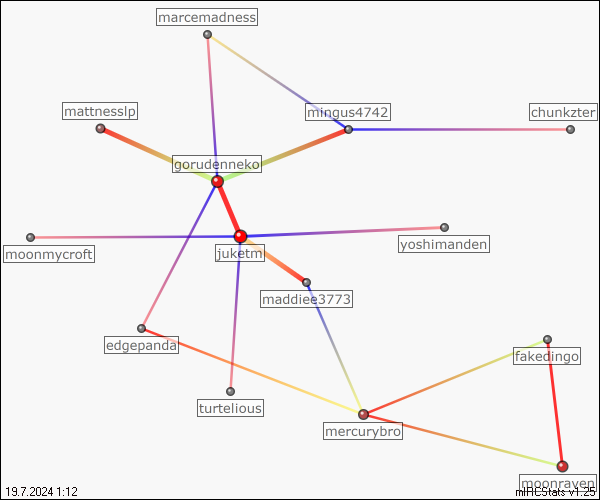 marcemadness
mattnesslp
mingus4742
chunkzter
gorudenneko
moonmycroft
juketm
yoshimanden
maddiee3773
edgepanda
fakedingo
turtelious
mercurybro
moonraven
19.7.2024 1:12
mIRCStats v1.25